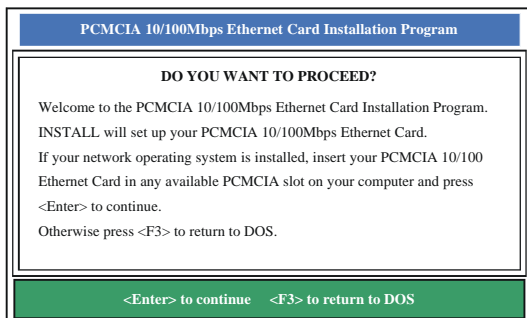 PCMCIA 10/100Mbps Ethernet Card Installation Program
DO YOU WANT TO PROCEED?
Welcome to the PCMCIA 10/100Mbps Ethernet Card Installation Program.
INSTALL will set up your PCMCIA 10/100Mbps Ethernet Card.
If your network operating system is installed, insert your PCMCIA 10/100
Ethernet Card in any available PCMCIA slot on your computer and press
<Enter> to continue.
Otherwise press <F3> to return to DOS.
<Enter> to continue <F3> to return to DOS